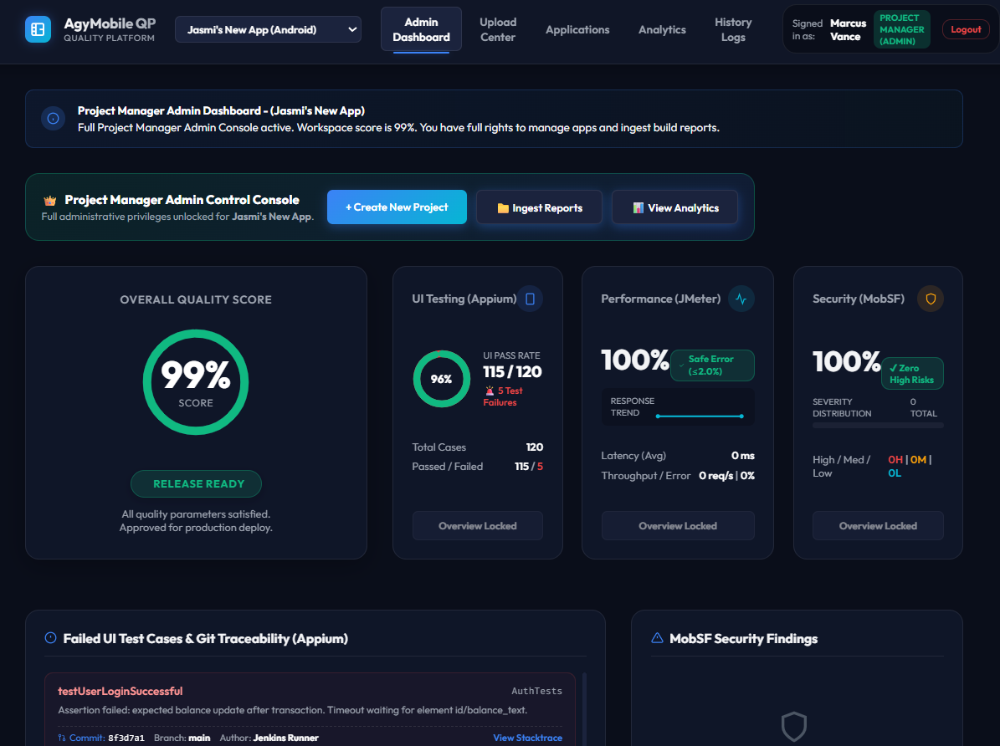 AgyMobile QP
QUALITY PLATFORM
Jasmi's New App (Android)
Admin
Dashboard
Upload
Center
Applications
Analytics
History
Logs
Signed
in as:
Marcus
Vance
PROJECT
MANAGER
(ADMIN)
Logout
Project Manager Admin Dashboard - (Jasmi's New App)
Full Project Manager Admin Console active. Workspace score is 99%. You have full rights to manage apps and ingest build reports.
Project Manager Admin Control Console
Full administrative privileges unlocked for Jasmi's New App.
+ Create New Project
Ingest Reports
View Analytics
OVERALL QUALITY SCORE
99%
SCORE
RELEASE READY
All quality parameters satisfied.
Approved for production deploy.
UI Testing (Appium)
96%
UI PASS RATE
115 / 120
5 Test
Failures
Total Cases 120
Passed / Failed 115 / 5
Overview Locked
Performance (JMeter)
100%
✓ Safe Error
(≤2.0%)
RESPONSE
TREND
Latency (Avg) 0 ms
Throughput / Error 0 req/s | 0%
Overview Locked
Security (MobSF)
100%
✓ Zero
High Risks
SEVERITY
DISTRIBUTION
0
TOTAL
High / Med /
Low
0H | 0M |
0L
Overview Locked
Failed UI Test Cases & Git Traceability (Appium)
testUserLoginSuccessful AuthTests
Assertion failed: expected balance update after transaction. Timeout waiting for element id/balance_text.
Commit: 8f3d7a1 Branch: main Author: Jenkins Runner View Stacktrace
MobSF Security Findings